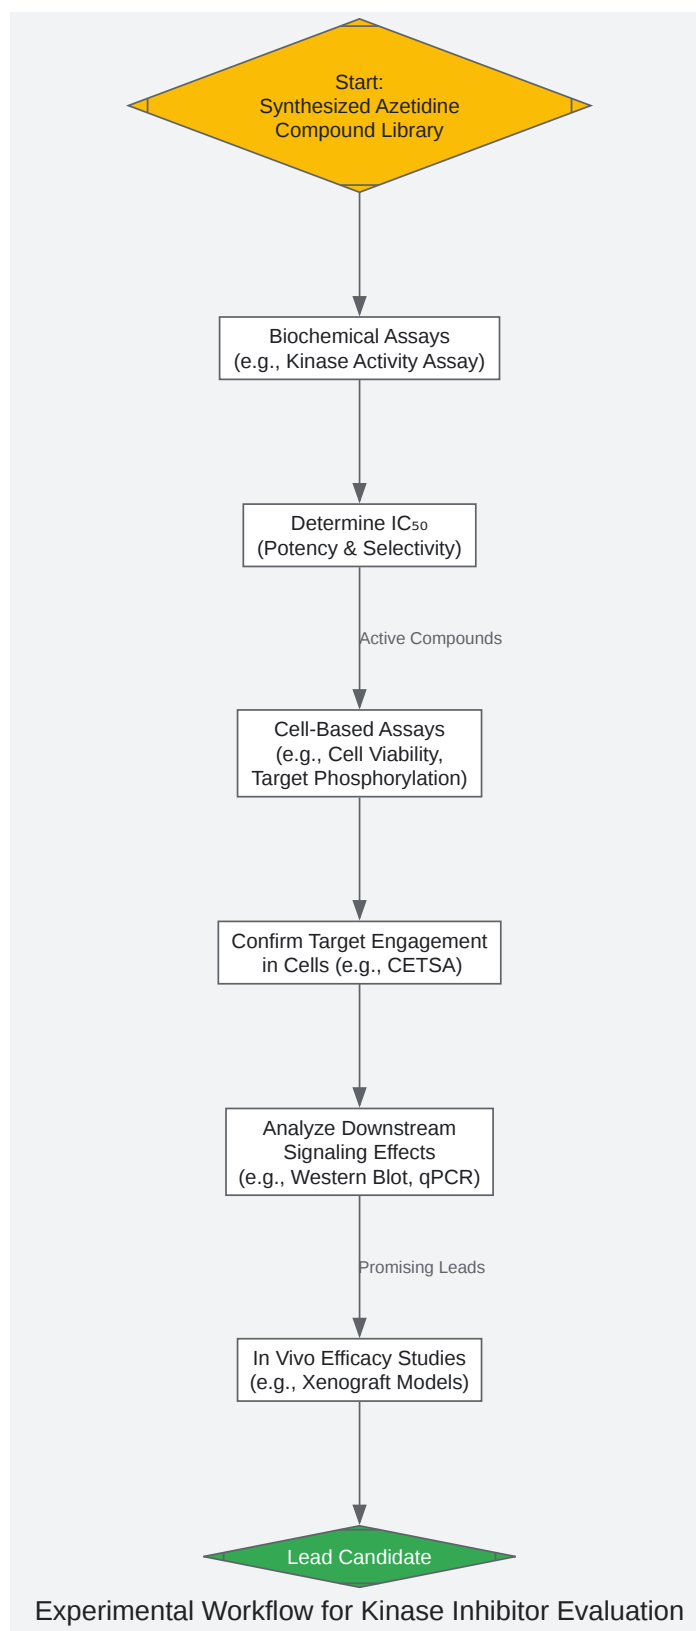 Start:
Synthesized Azetidine
Compound Library
Biochemical Assays
(e.g., Kinase Activity Assay)
Determine IC₅₀
(Potency & Selectivity)
Active Compounds
Cell-Based Assays
(e.g., Cell Viability,
Target Phosphorylation)
Confirm Target Engagement
in Cells (e.g., CETSA)
Analyze Downstream
Signaling Effects
(e.g., Western Blot, qPCR)
Promising Leads
In Vivo Efficacy Studies
(e.g., Xenograft Models)
Lead Candidate
Experimental Workflow for Kinase Inhibitor Evaluation